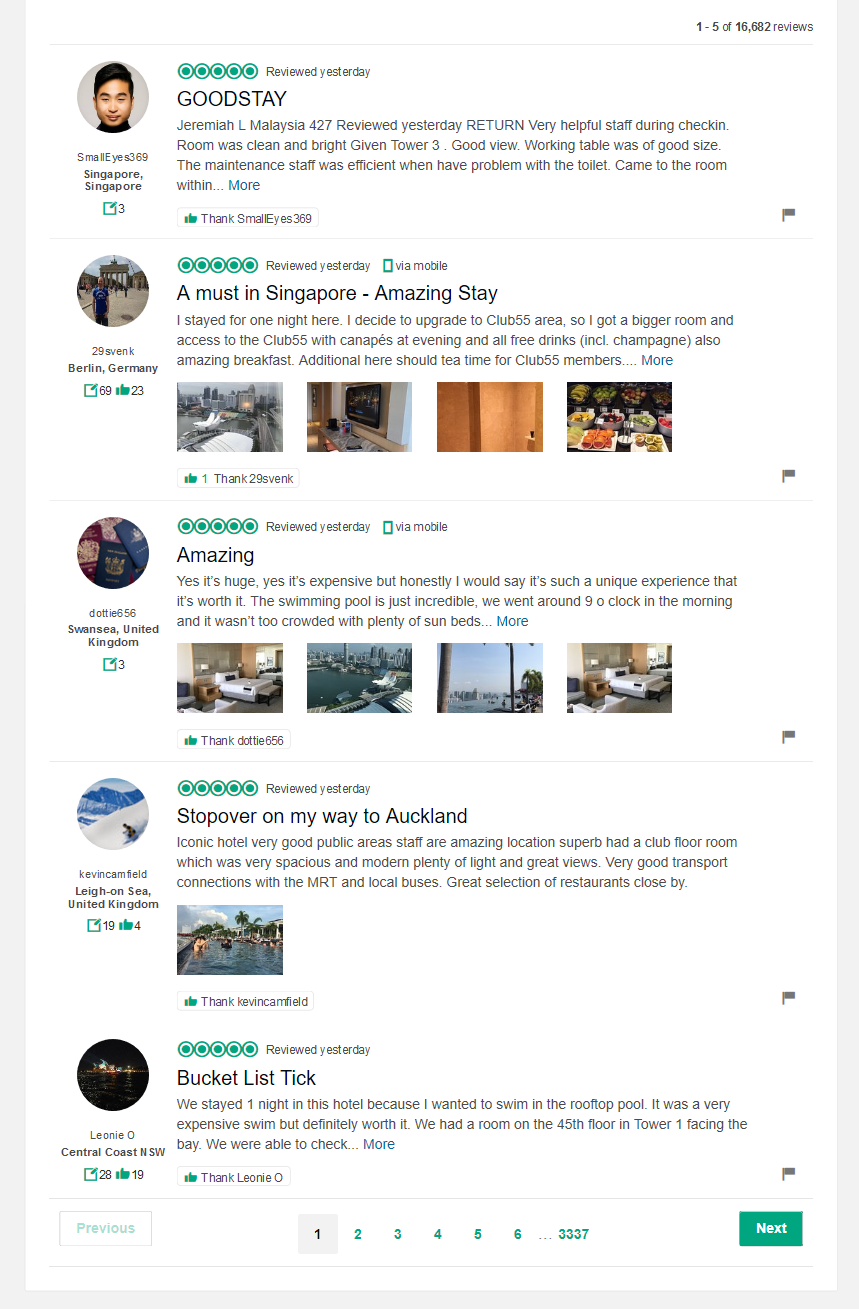 1 - 5 of 16,682 reviews
Reviewed yesterday
GOODSTAY
Jeremiah L Malaysia 427 Reviewed yesterday RETURN Very helpful staff during checkin.
Room was clean and bright Given Tower 3 . Good view. Working table was of good size.
The maintenance staff was efficient when have problem with the toilet. Came to the room
within... More
SmallEyes369
Singapore,
Singapore
3
Thank SmallEyes369
Reviewed yesterday via mobile
A must in Singapore - Amazing Stay
I stayed for one night here. I decide to upgrade to Club55 area, so I got a bigger room and
access to the Club55 with canapés at evening and all free drinks (incl. champagne) also
amazing breakfast. Additional here should tea time for Club55 members.... More
29svenk
Berlin, Germany
69 23
1 Thank 29svenk
Reviewed yesterday via mobile
Amazing
Yes it’s huge, yes it’s expensive but honestly I would say it’s such a unique experience that
it’s worth it. The swimming pool is just incredible, we went around 9 o clock in the morning
and it wasn’t too crowded with plenty of sun beds... More
dottie656
Swansea, United
Kingdom
3
Thank dottie656
Reviewed yesterday
Stopover on my way to Auckland
Iconic hotel very good public areas staff are amazing location superb had a club floor room
which was very spacious and modern plenty of light and great views. Very good transport
connections with the MRT and local buses. Great selection of restaurants close by.
kevincamfield
Leigh-on Sea,
United Kingdom
19 4
Thank kevincamfield
Reviewed yesterday
Bucket List Tick
We stayed 1 night in this hotel because I wanted to swim in the rooftop pool. It was a very
expensive swim but definitely worth it. We had a room on the 45th floor in Tower 1 facing the
bay. We were able to check... More
Leonie O
Central Coast NSW
28 19
Thank Leonie O
Previous 1 2 3 4 5 6 … 3337 Next